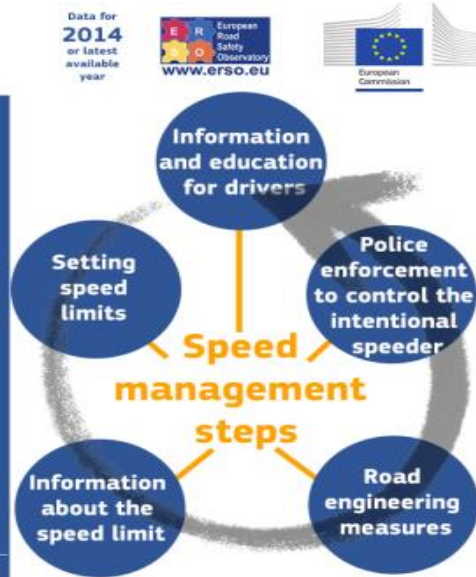 Data for
2014
or latest
available
year
E R
S O
European
Road
Safety
Observatory
www.erso.eu
European
Commission
Information
and education
for drivers
Setting
speed
limits
Police
enforcement
to control the
intentional
speeder
Speed
management
steps
Information
about the
speed limit
Road
engineering
measures